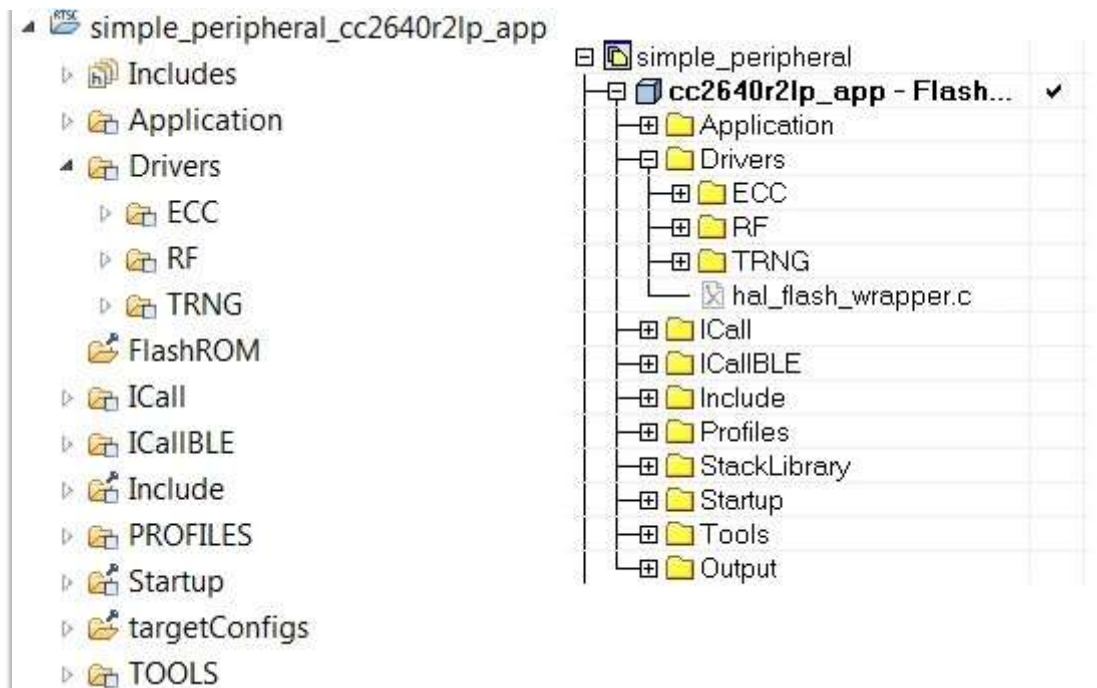 simple_peripheral_cc2640r2lp_app
Includes
Application
Drivers
ECC
RF
TRNG
FlashROM
ICall
ICallBLE
Include
PROFILES
Startup
targetConfigs
TOOLS
simple_peripheral
cc2640r2lp_app - Flash...
Application
Drivers
ECC
RF
TRNG
hal_flash_wrapper.c
ICall
ICallBLE
Include
Profiles
StackLibrary
Startup
Tools
Output